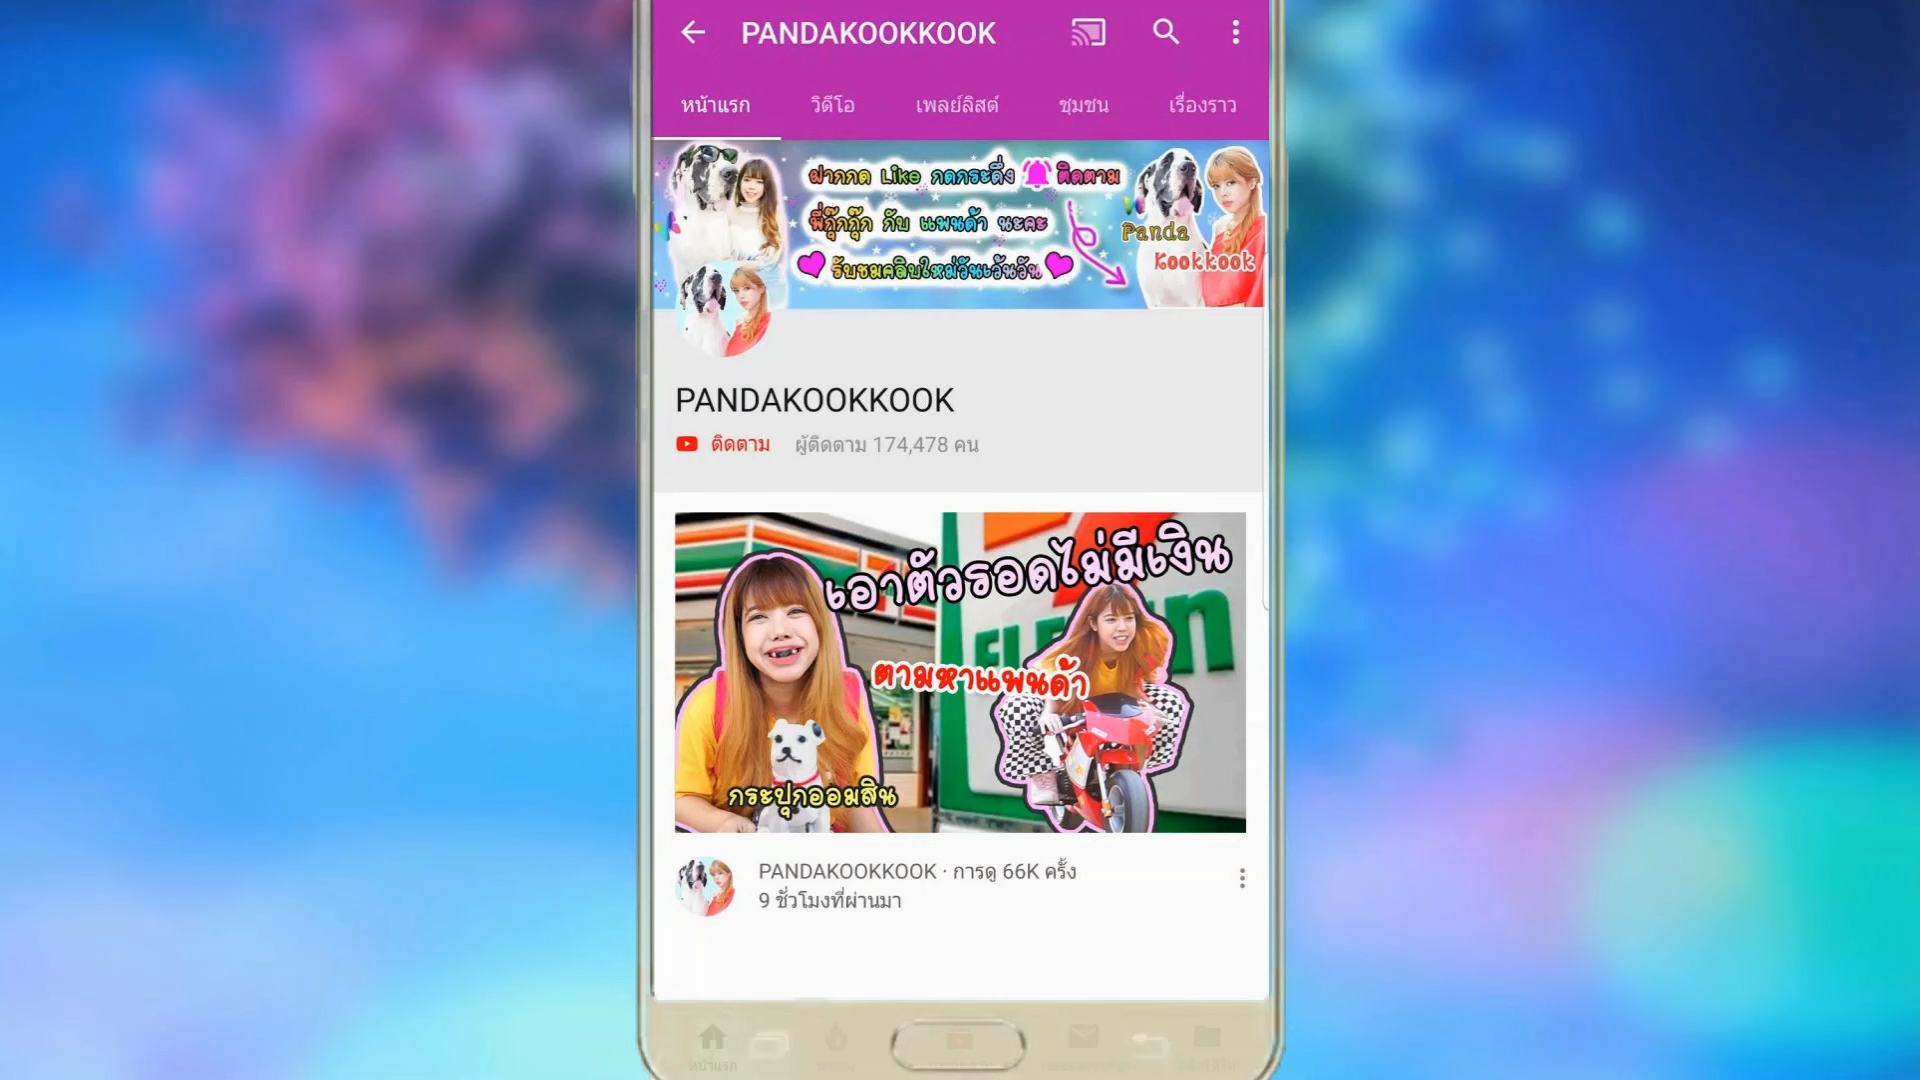 PANDAKOOKKOOK
หน้าแรก วิดีโอ เพลย์ลิสต์ ชุมชน เรื่องราว
ฝากกด Like กดกระดิ่ง ติดตาม
พี่กุ๊กกุ๊ก กับ แพนด้า นะคะ
รับชมคลิปใหม่วันเว้นวัน
Panda
Kookkook
PANDAKOOKKOOK
ติดตาม ผู้ติดตาม 174,478 คน
เอาตัวรอดไม่มีเงิน
ตามหาแพนด้า
กระปุกออมสิน
PANDAKOOKKOOK · การดู 66K ครั้ง
9 ชั่วโมงที่ผ่านมา
หน้าแรก